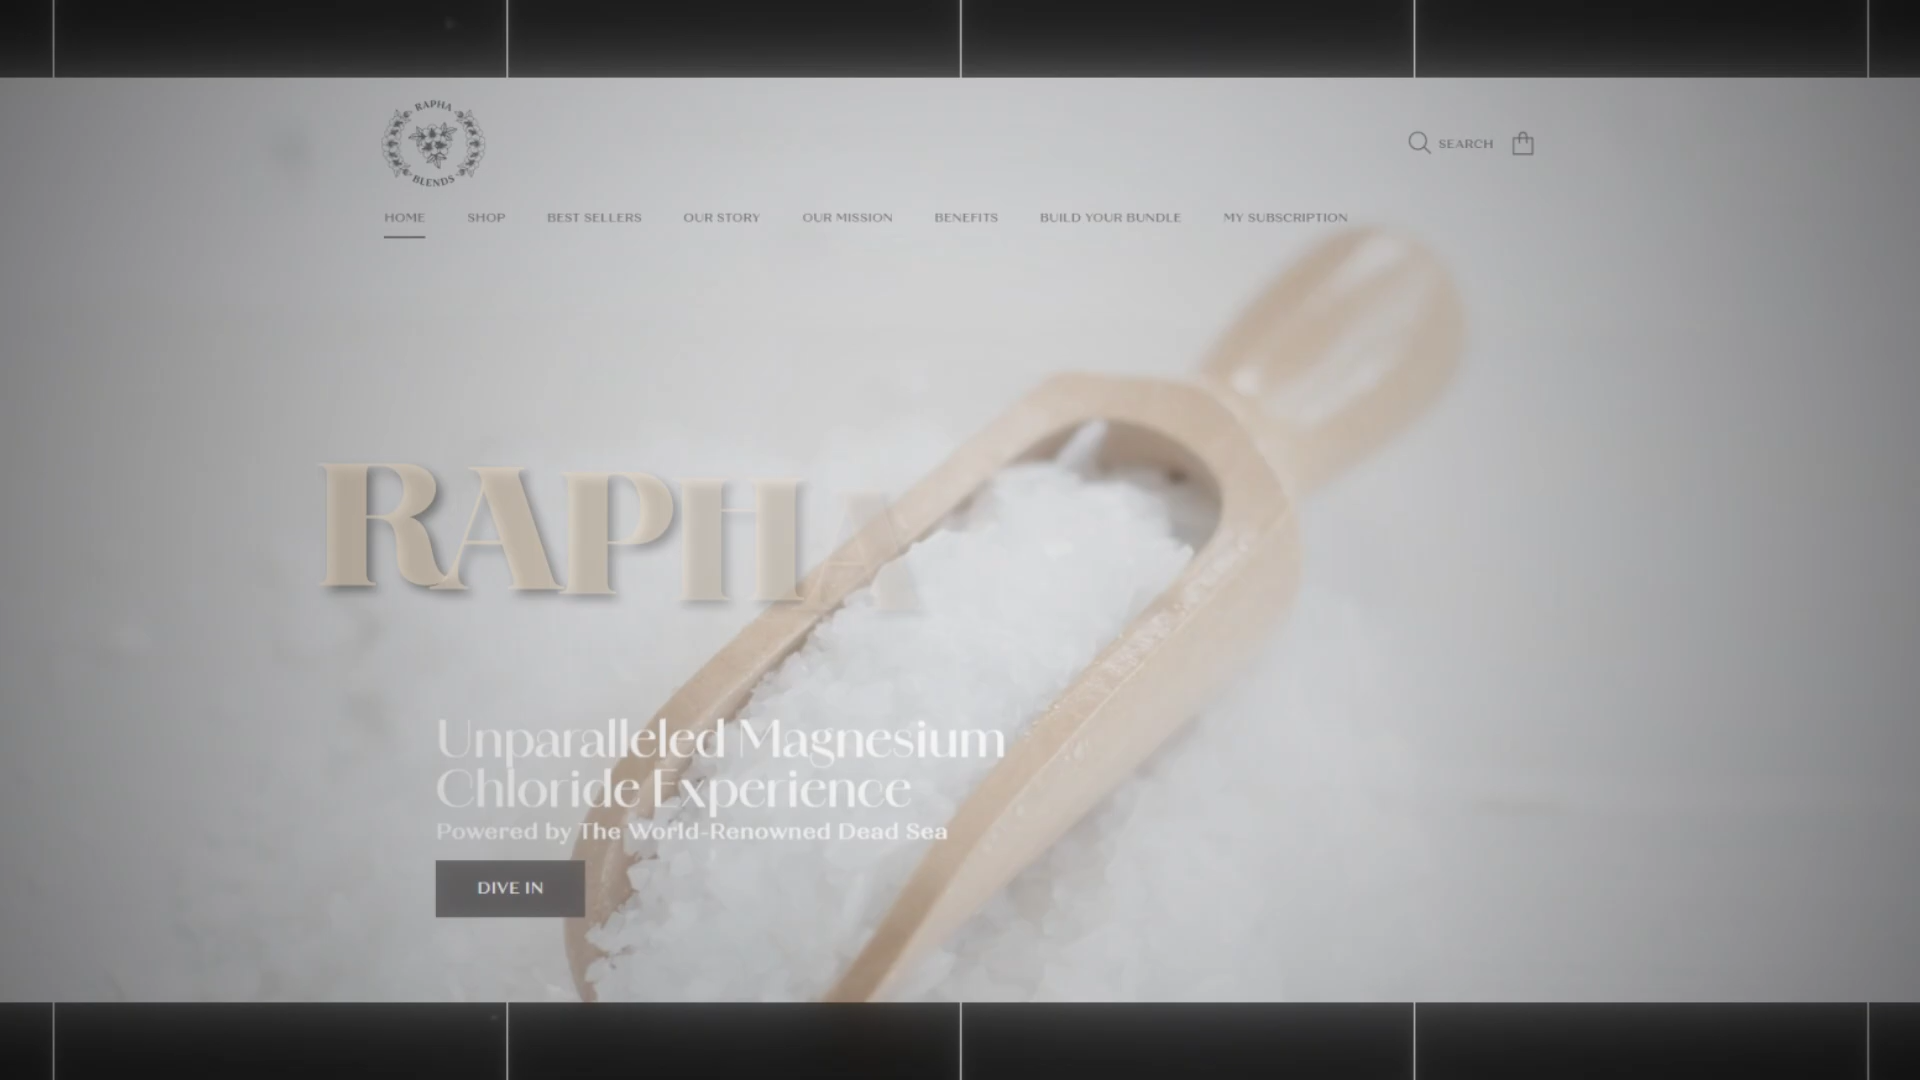 RAPHA
BLENDS
SEARCH
HOME SHOP BEST SELLERS OUR STORY OUR MISSION BENEFITS BUILD YOUR BUNDLE MY SUBSCRIPTION
RAPHA
Unparalleled Magnesium
Chloride Experience
Powered by The World-Renowned Dead Sea
DIVE IN